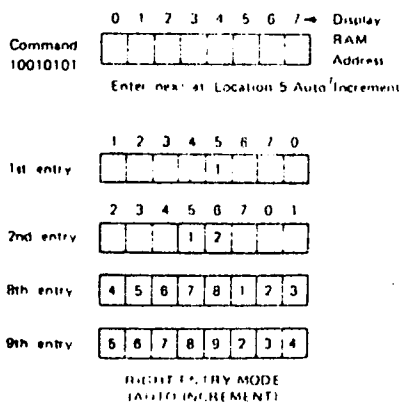 0 1 2 3 4 5 6 7 → Display
RAM
Address
Command
10010101
Enter next at Location 5 Auto Increment
1 2 3 4 5 6 7 0
1st entry 1
2 3 4 5 6 7 0 1
2nd entry 1 2
8th entry 4 5 6 7 8 1 2 3
9th entry 5 6 7 8 9 2 3 4
RIGHT ENTRY MODE
(AUTO INCREMENT)